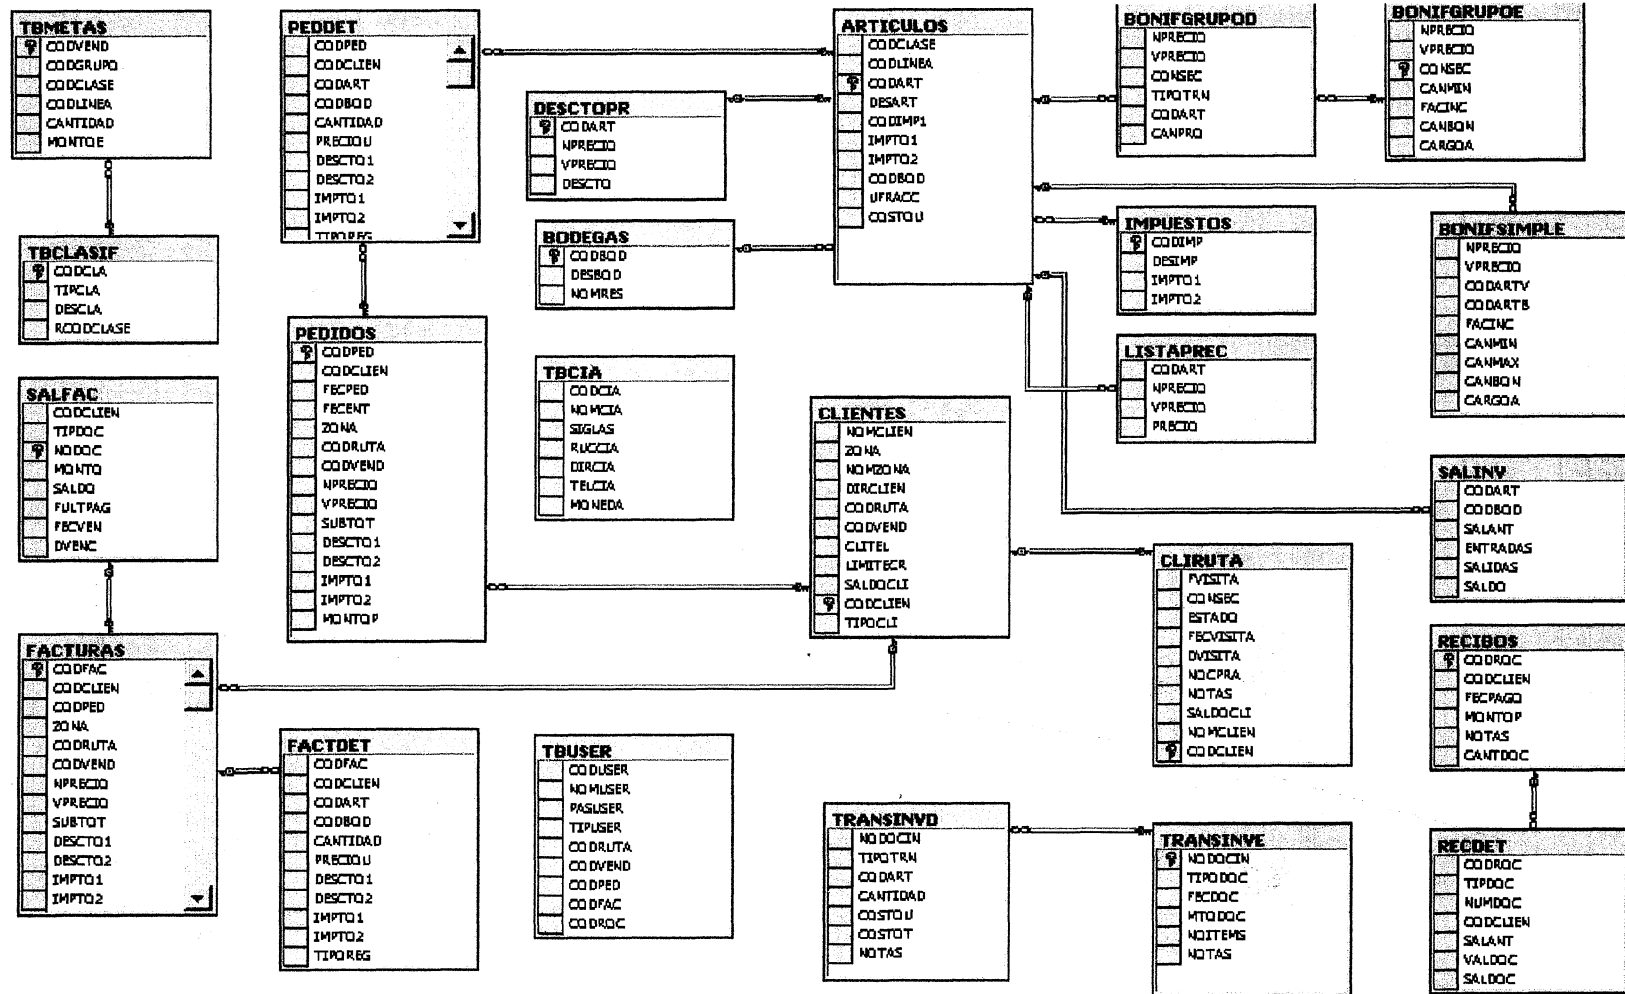 TBMETAS
CODVEND
CODGRUPO
CODCLASE
CODLINEA
CANTIDAD
MONTOE
TBCLASIF
CODCLA
TIPCLA
DESCLA
RCODCLASE
SALFAC
CODCLIEN
TIPDOC
NODOC
MONTO
SALDO
FULTPAG
FECVEN
DVENC
FACTURAS
CODFAC
CODCLIEN
CODPED
ZONA
CODRUTA
CODVEND
NPRECIO
VPRECIO
SUBTOT
DESCTO1
DESCTO2
IMPTO1
IMPTO2
PEDDET
CODPED
CODCLIEN
CODART
CODBOD
CANTIDAD
PRECIOU
DESCTO1
DESCTO2
IMPTO1
IMPTO2
TIPOREG
PEDIDOS
CODPED
CODCLIEN
FECPED
FECENT
ZONA
CODRUTA
CODVEND
NPRECIO
VPRECIO
SUBTOT
DESCTO1
DESCTO2
IMPTO1
IMPTO2
MONTOP
FACTDET
CODFAC
CODCLIEN
CODART
CODBOD
CANTIDAD
PRECIOU
DESCTO1
DESCTO2
IMPTO1
IMPTO2
TIPOREG
DESCTOPR
CODART
NPRECIO
VPRECIO
DESCTO
BODEGAS
CODBOD
DESBOD
NOMRES
TBCIA
CODCIA
NOMCIA
SIGLAS
RUCCIA
DIRCIA
TELCIA
MONEDA
TBUSER
CODUSER
NOMUSER
PASUSER
TIPUSER
CODRUTA
CODVEND
CODPED
CODFAC
CODROC
ARTICULOS
CODCLASE
CODLINEA
CODART
DESART
CODIMP1
IMPTO1
IMPTO2
CODBOD
UFRACC
COSTOU
CLIENTES
NOMCLIEN
ZONA
NOMZONA
DIRCLIEN
CODRUTA
CODVEND
CLITEL
LIMITECR
SALDOCLI
CODCLIEN
TIPOCLI
TRANSINVD
NODOCIN
TIPOTRN
CODART
CANTIDAD
COSTOU
COSTOT
NOTAS
BONIFGRUPOD
NPRECIO
VPRECIO
CONSEC
TIPOTRN
CODART
CANPRO
IMPUESTOS
CODIMP
DESIMP
IMPTO1
IMPTO2
LISTAPREC
CODART
NPRECIO
VPRECIO
PRECIO
CLIRUTA
FVISITA
CONSEC
ESTADO
FECVISITA
DVISITA
NOCPRA
NOTAS
SALDOCLI
NOMCLIEN
CODCLIEN
TRANSINVE
NODOCIN
TIPODOC
FECDOC
MTODOC
NOITEMS
NOTAS
BONIFGRUPOE
NPRECIO
VPRECIO
CONSEC
CANMIN
FACINC
CANBON
CARGOA
BONIFSIMPLE
NPRECIO
VPRECIO
CODARTV
CODARTB
FACINC
CANMIN
CANMAX
CANBON
CARGOA
SALINV
CODART
CODBOD
SALANT
ENTRADAS
SALIDAS
SALDO
RECIBOS
CODROC
CODCLIEN
FECPAGO
MONTOP
NOTAS
CANTDOC
RECDET
CODROC
TIPDOC
NUMDOC
CODCLIEN
SALANT
VALDOC
SALDOC